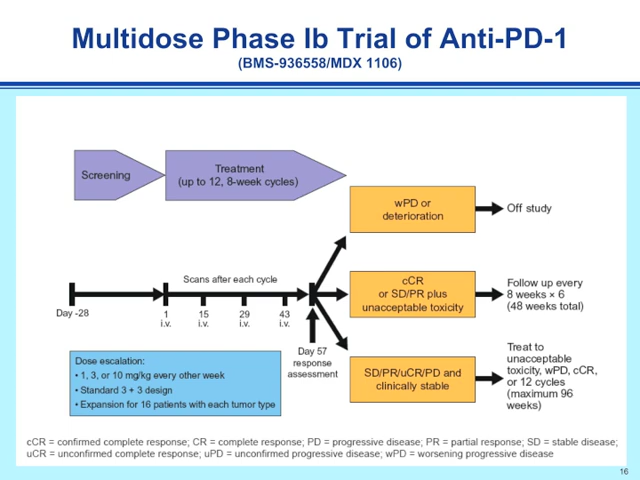 Multidose Phase Ib Trial of Anti-PD-1
(BMS-936558/MDX 1106)
Screening
Treatment
(up to 12, 8-week cycles)
wPD or
deterioration
Off study
Scans after each cycle
cCR
or SD/PR plus
unacceptable toxicity
Follow up every
8 weeks × 6
(48 weeks total)
Day -28
1
i.v.
15
i.v.
29
i.v.
43
i.v.
Day 57
response
assessment
SD/PR/uCR/PD and
clinically stable
Treat to
unacceptable
toxicity, wPD, cCR,
or 12 cycles
(maximum 96
weeks)
Dose escalation:
• 1, 3, or 10 mg/kg every other week
• Standard 3 + 3 design
• Expansion for 16 patients with each tumor type
cCR = confirmed complete response; CR = complete response; PD = progressive disease; PR = partial response; SD = stable disease;
uCR = unconfirmed complete response; uPD = unconfirmed progressive disease; wPD = worsening progressive disease
16